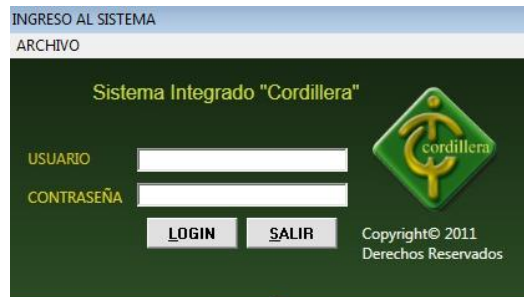 INGRESO AL SISTEMA
ARCHIVO
Sistema Integrado "Cordillera"
cordillera
USUARIO
CONTRASEÑA
LOGIN SALIR
Copyright© 2011
Derechos Reservados